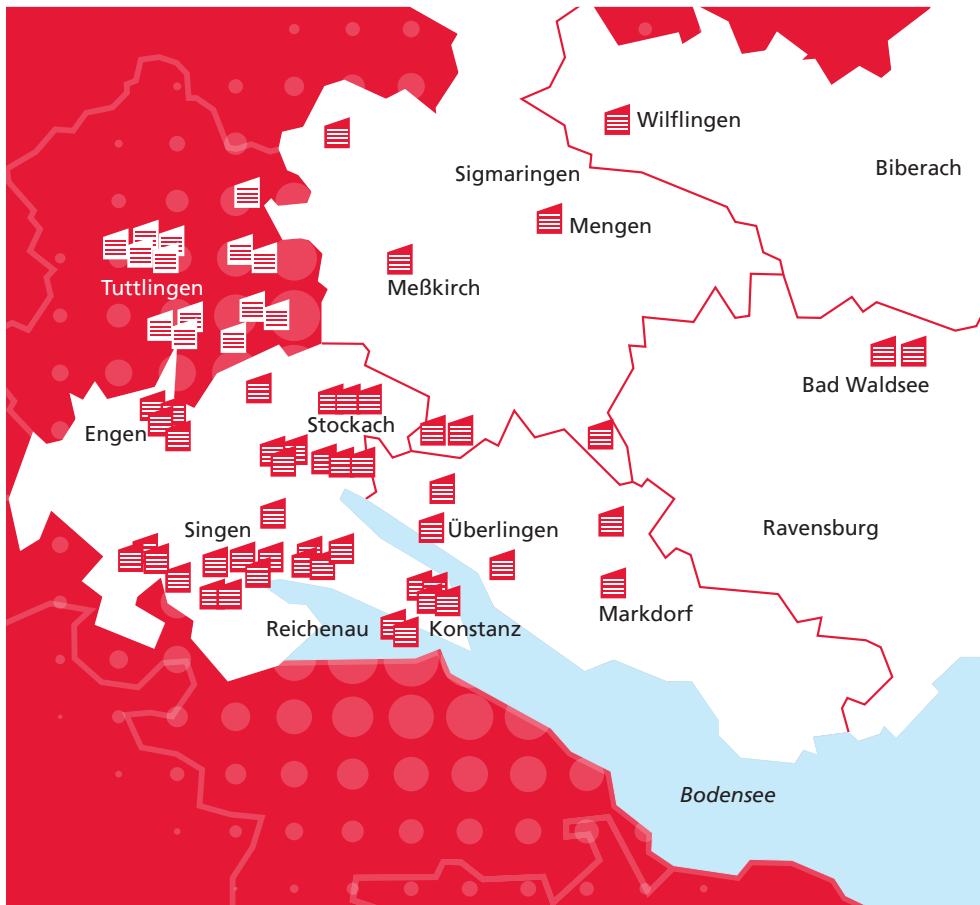 Wilflingen
Biberach
Sigmaringen
Mengen
Meßkirch
Tuttlingen
Bad Waldsee
Stockach
Engen
Singen
Überlingen
Ravensburg
Markdorf
Reichenau
Konstanz
Bodensee